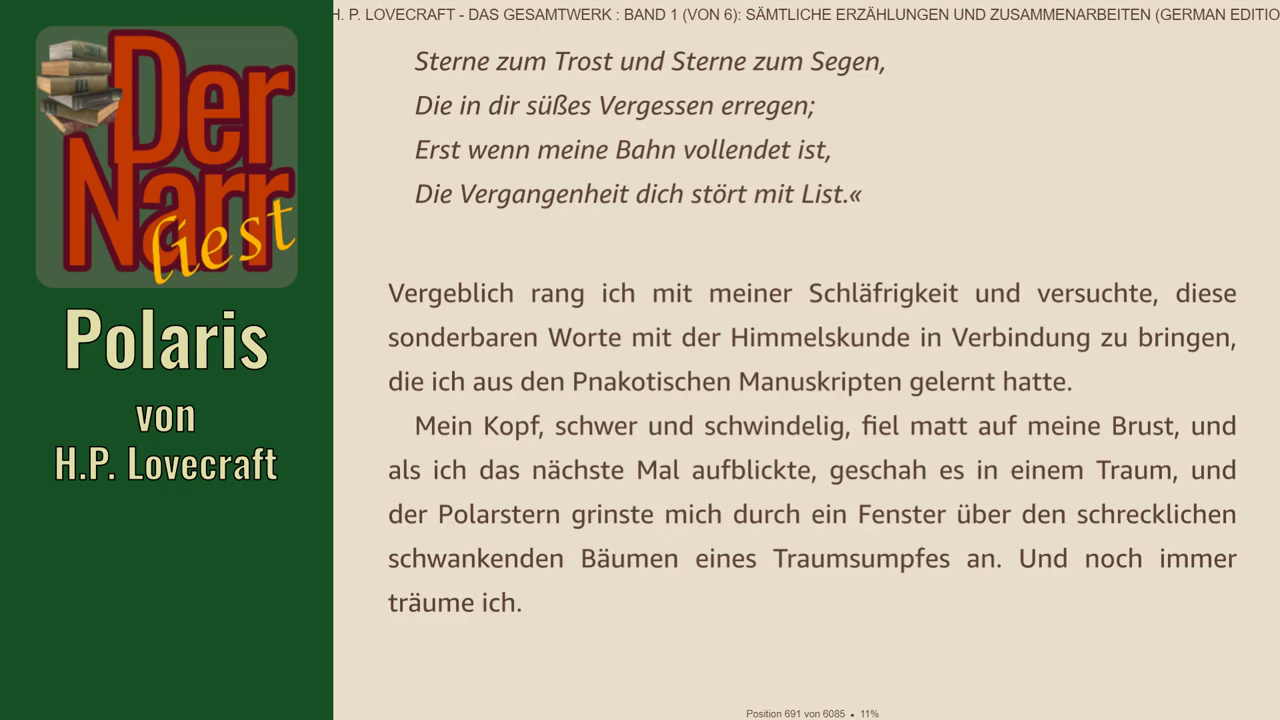 H. P. LOVECRAFT - DAS GESAMTWERK : BAND 1 (VON 6): SÄMTLICHE ERZÄHLUNGEN UND ZUSAMMENARBEITEN (GERMAN EDITIO
Der
Narr
liest
Polaris
von
H.P. Lovecraft
Sterne zum Trost und Sterne zum Segen,
Die in dir süßes Vergessen erregen;
Erst wenn meine Bahn vollendet ist,
Die Vergangenheit dich stört mit List.«
Vergeblich rang ich mit meiner Schläfrigkeit und versuchte, diese
sonderbaren Worte mit der Himmelskunde in Verbindung zu bringen,
die ich aus den Pnakotischen Manuskripten gelernt hatte.
Mein Kopf, schwer und schwindelig, fiel matt auf meine Brust, und
als ich das nächste Mal aufblickte, geschah es in einem Traum, und
der Polarstern grinste mich durch ein Fenster über den schrecklichen
schwankenden Bäumen eines Traumsumpfes an. Und noch immer
träume ich.
Position 691 von 6085 • 11%